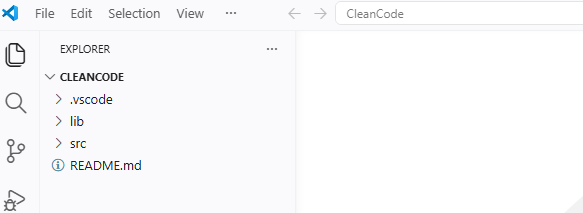 File Edit Selection View ··· CleanCode
EXPLORER ···
CLEANCODE
.vscode
lib
src
README.md